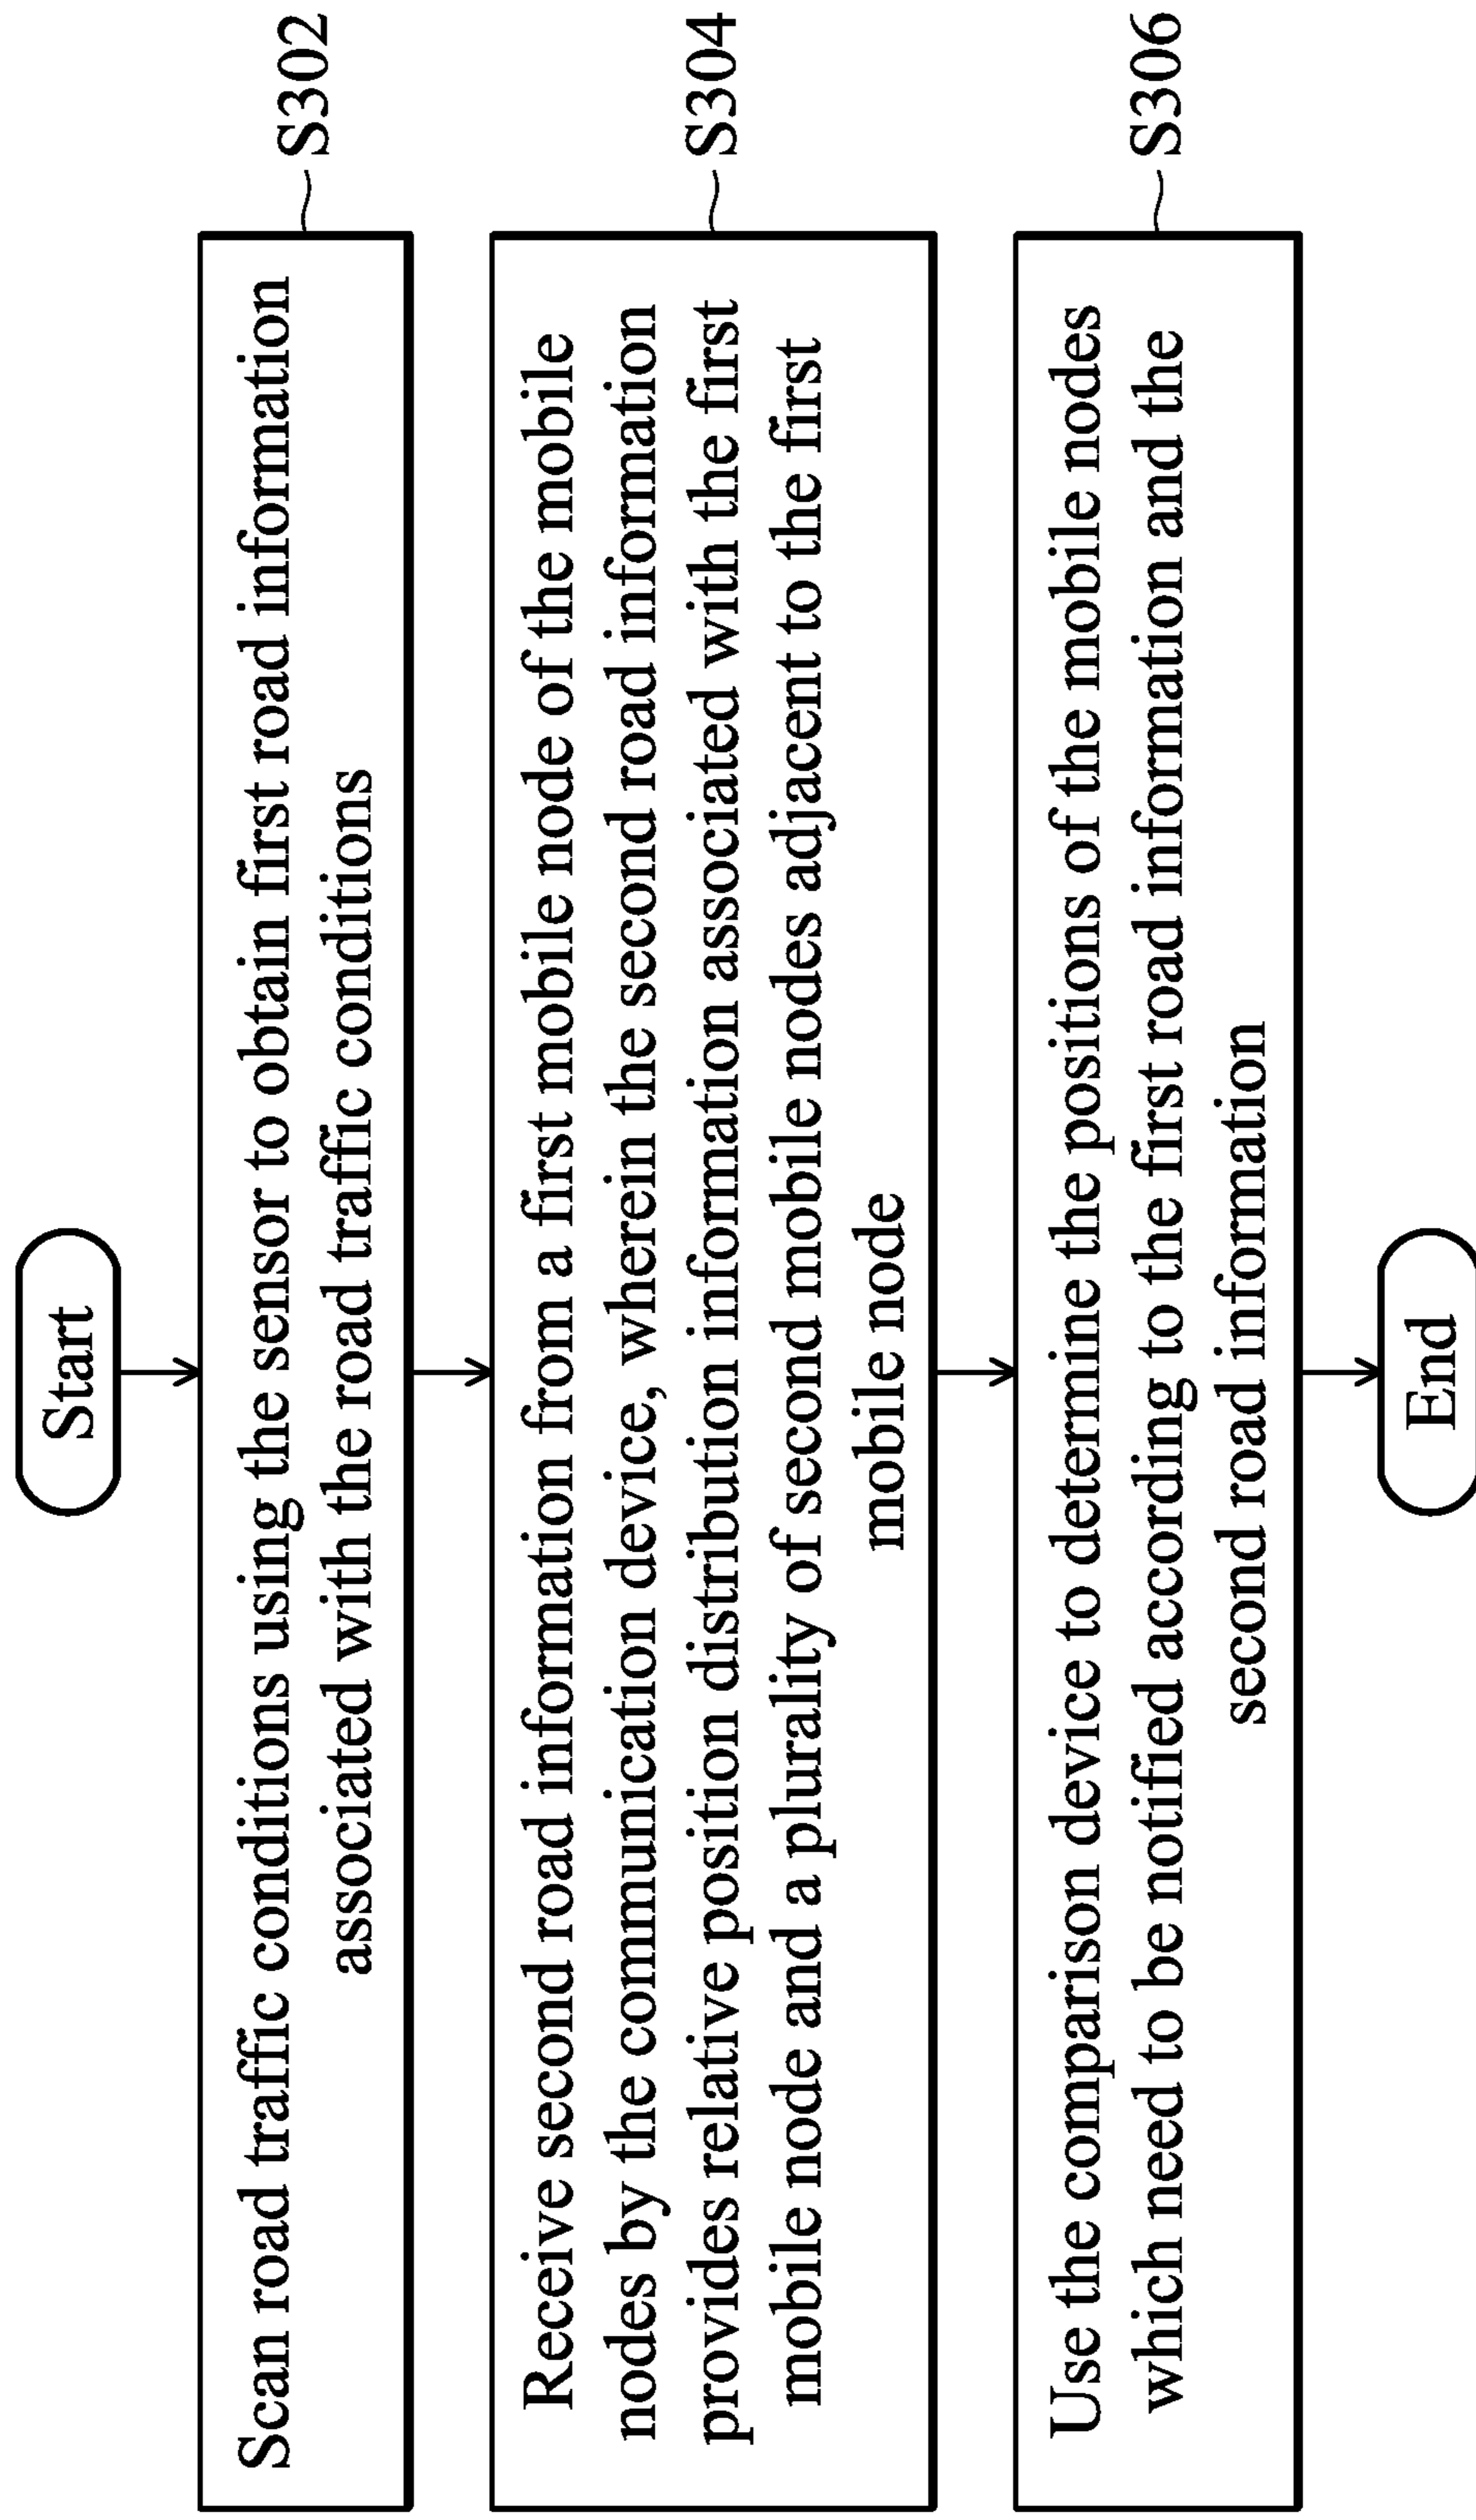 Start
Scan road traffic conditions using the sensor to obtain first road information
associated with the road traffic conditions
S302
Receive second road information from a first mobile node of the mobile
nodes by the communication device, wherein the second road information
provides relative position distribution information associated with the first
mobile node and a plurality of second mobile nodes adjacent to the first
mobile node
S304
Use the comparison device to determine the positions of the mobile nodes
which need to be notified according to the first road information and the
second road information
S306
End